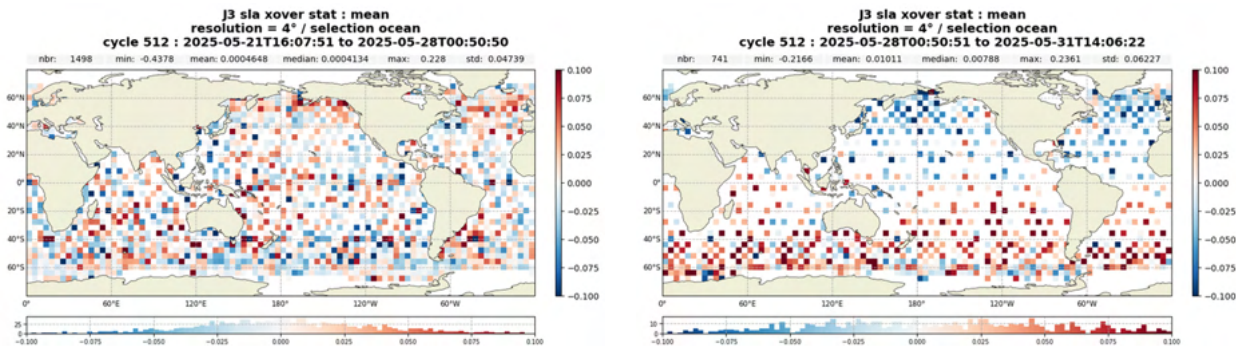 J3 sla xover stat : mean
resolution = 4° / selection ocean
cycle 512 : 2025-05-21T16:07:51 to 2025-05-28T00:50:50
nbr: 1498 min: -0.4378 mean: 0.0004648 median: 0.0004134 max: 0.228 std: 0.04739
60°N
40°N
20°N
0°
20°S
40°S
60°S
0° 60°E 120°E 180° 120°W 60°W
0.100
0.075
0.050
0.025
0.000
−0.025
−0.050
−0.075
−0.100
25
0
−0.100 −0.075 −0.050 −0.025 0.000 0.025 0.050 0.075 0.100
J3 sla xover stat : mean
resolution = 4° / selection ocean
cycle 512 : 2025-05-28T00:50:51 to 2025-05-31T14:06:22
nbr: 741 min: -0.2166 mean: 0.01011 median: 0.00788 max: 0.2361 std: 0.06227
60°N
40°N
20°N
0°
20°S
40°S
60°S
0° 60°E 120°E 180° 120°W 60°W
0.100
0.075
0.050
0.025
0.000
−0.025
−0.050
−0.075
−0.100
10
0
−0.100 −0.075 −0.050 −0.025 0.000 0.025 0.050 0.075 0.100